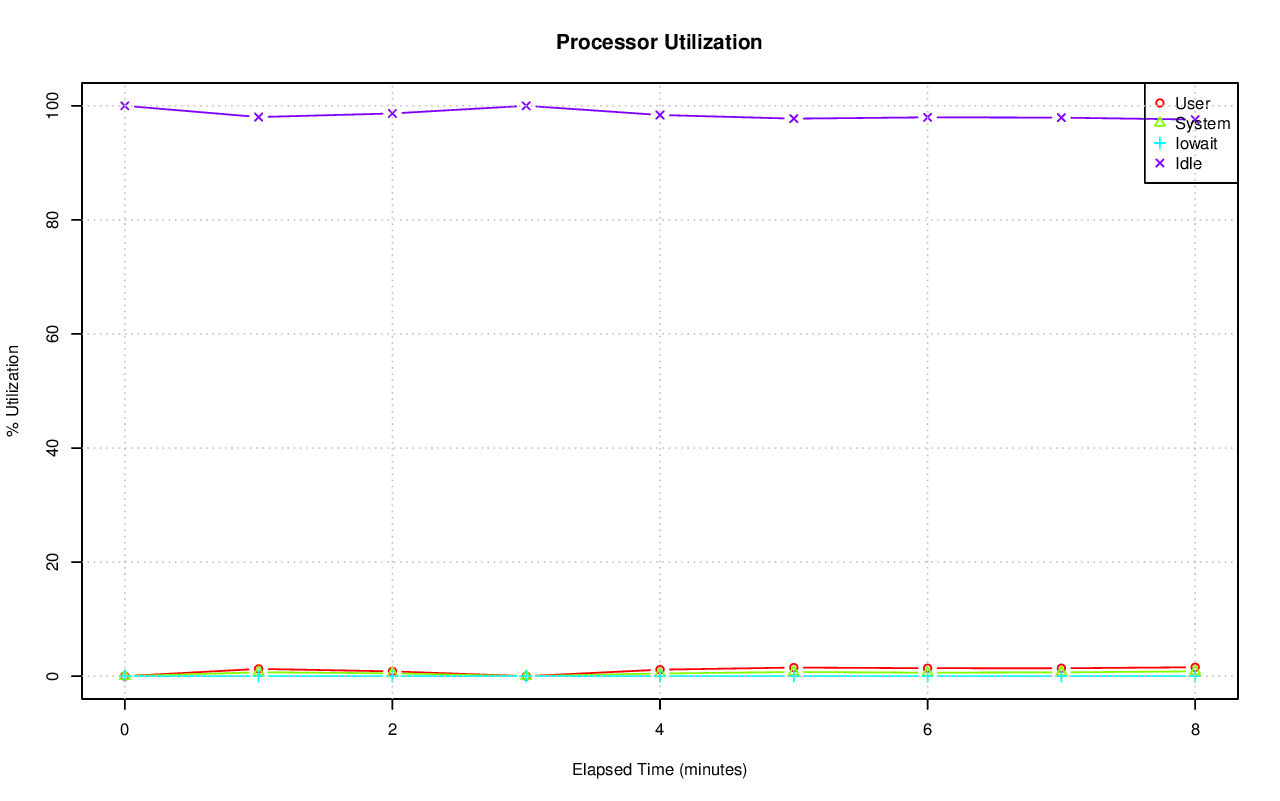 Processor Utilization
% Utilization
100
80
60
40
20
0
User
System
Iowait
Idle
0 2 4 6 8
Elapsed Time (minutes)